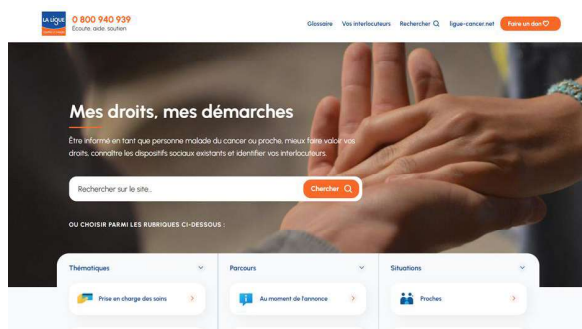 LA LIGUE
0 800 940 939
Écoute, aide, soutien
Glossaire Vos interlocuteurs Rechercher ligue-cancer.net Faire un don
Mes droits, mes démarches
Être informé en tant que personne malade du cancer ou proche, mieux faire valoir vos
droits, connaître les dispositifs sociaux existants et identifier vos interlocuteurs.
Rechercher sur le site... Chercher
OU CHOISIR PARMI LES RUBRIQUES CI-DESSOUS :
Thématiques Parcours Situations
Prise en charge des soins Au moment de l'annonce Proches